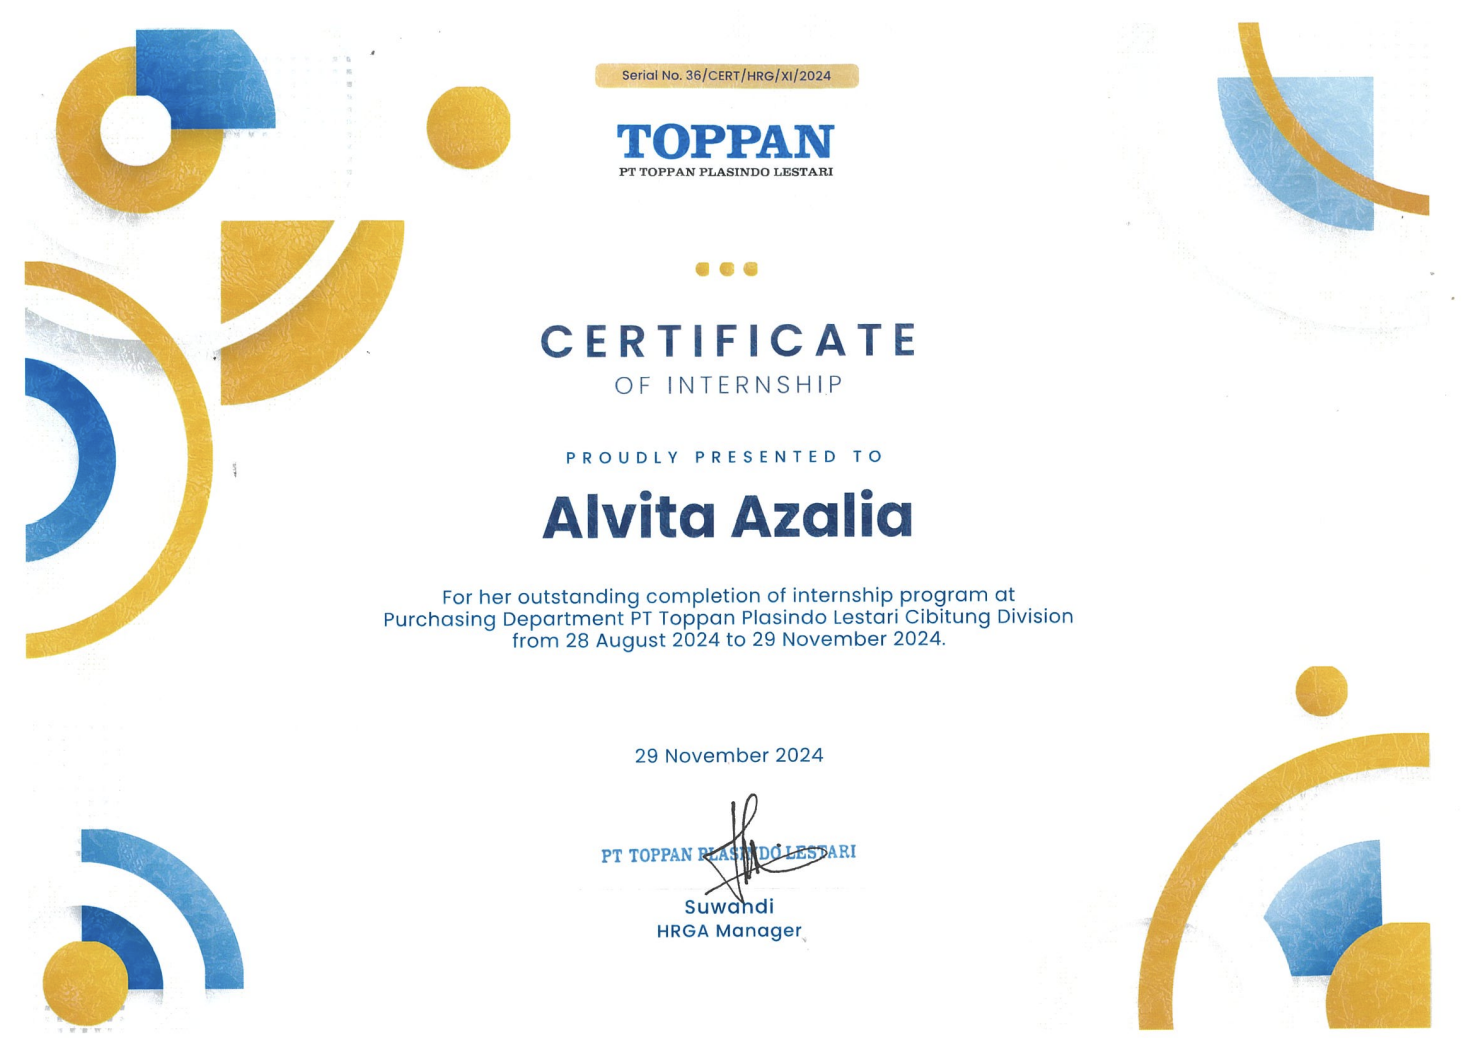 Serial No. 36/CERT/HRG/XI/2024
TOPPAN
PT TOPPAN PLASINDO LESTARI
CERTIFICATE
OF INTERNSHIP
PROUDLY PRESENTED TO
Alvita Azalia
For her outstanding completion of internship program at
Purchasing Department PT Toppan Plasindo Lestari Cibitung Division
from 28 August 2024 to 29 November 2024.
29 November 2024
PT TOPPAN PLASINDO LESTARI
Suwandi
HRGA Manager